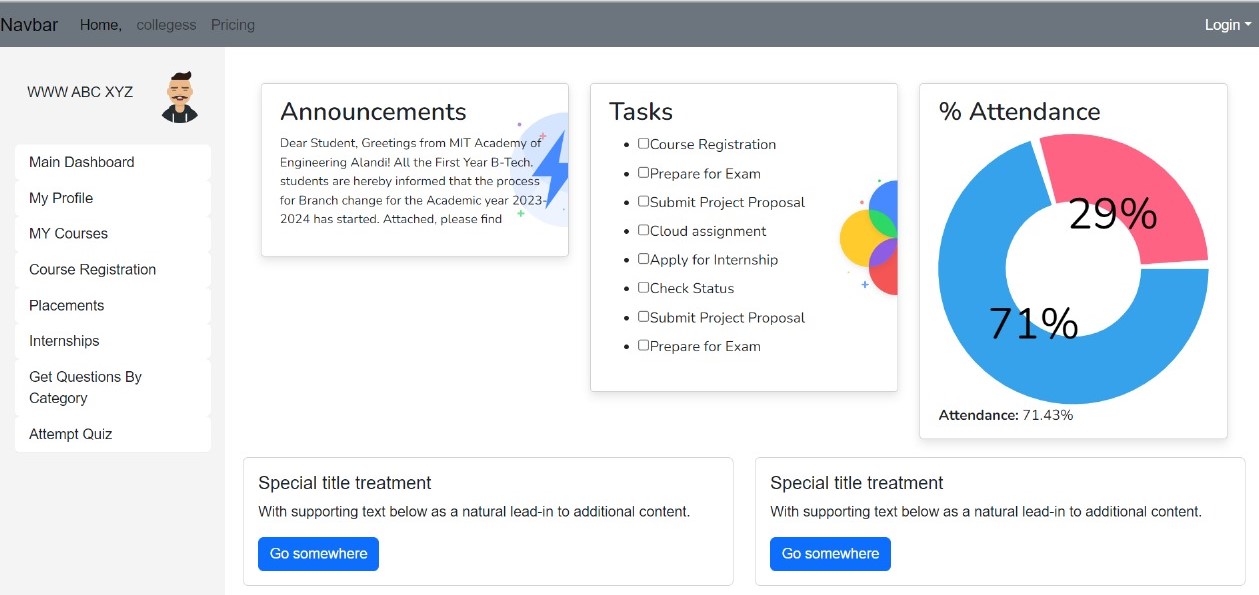 Navbar Home, collegess Pricing Login
WWW ABC XYZ
Main Dashboard
My Profile
MY Courses
Course Registration
Placements
Internships
Get Questions By
Category
Attempt Quiz
Announcements
Dear Student, Greetings from MIT Academy of
Engineering Alandi! All the First Year B-Tech.
students are hereby informed that the process
for Branch change for the Academic year 2023-
2024 has started. Attached, please find
Tasks
Course Registration
Prepare for Exam
Submit Project Proposal
Cloud assignment
Apply for Internship
Check Status
Submit Project Proposal
Prepare for Exam
% Attendance
29%
71%
Attendance: 71.43%
Special title treatment
With supporting text below as a natural lead-in to additional content.
Go somewhere
Special title treatment
With supporting text below as a natural lead-in to additional content.
Go somewhere